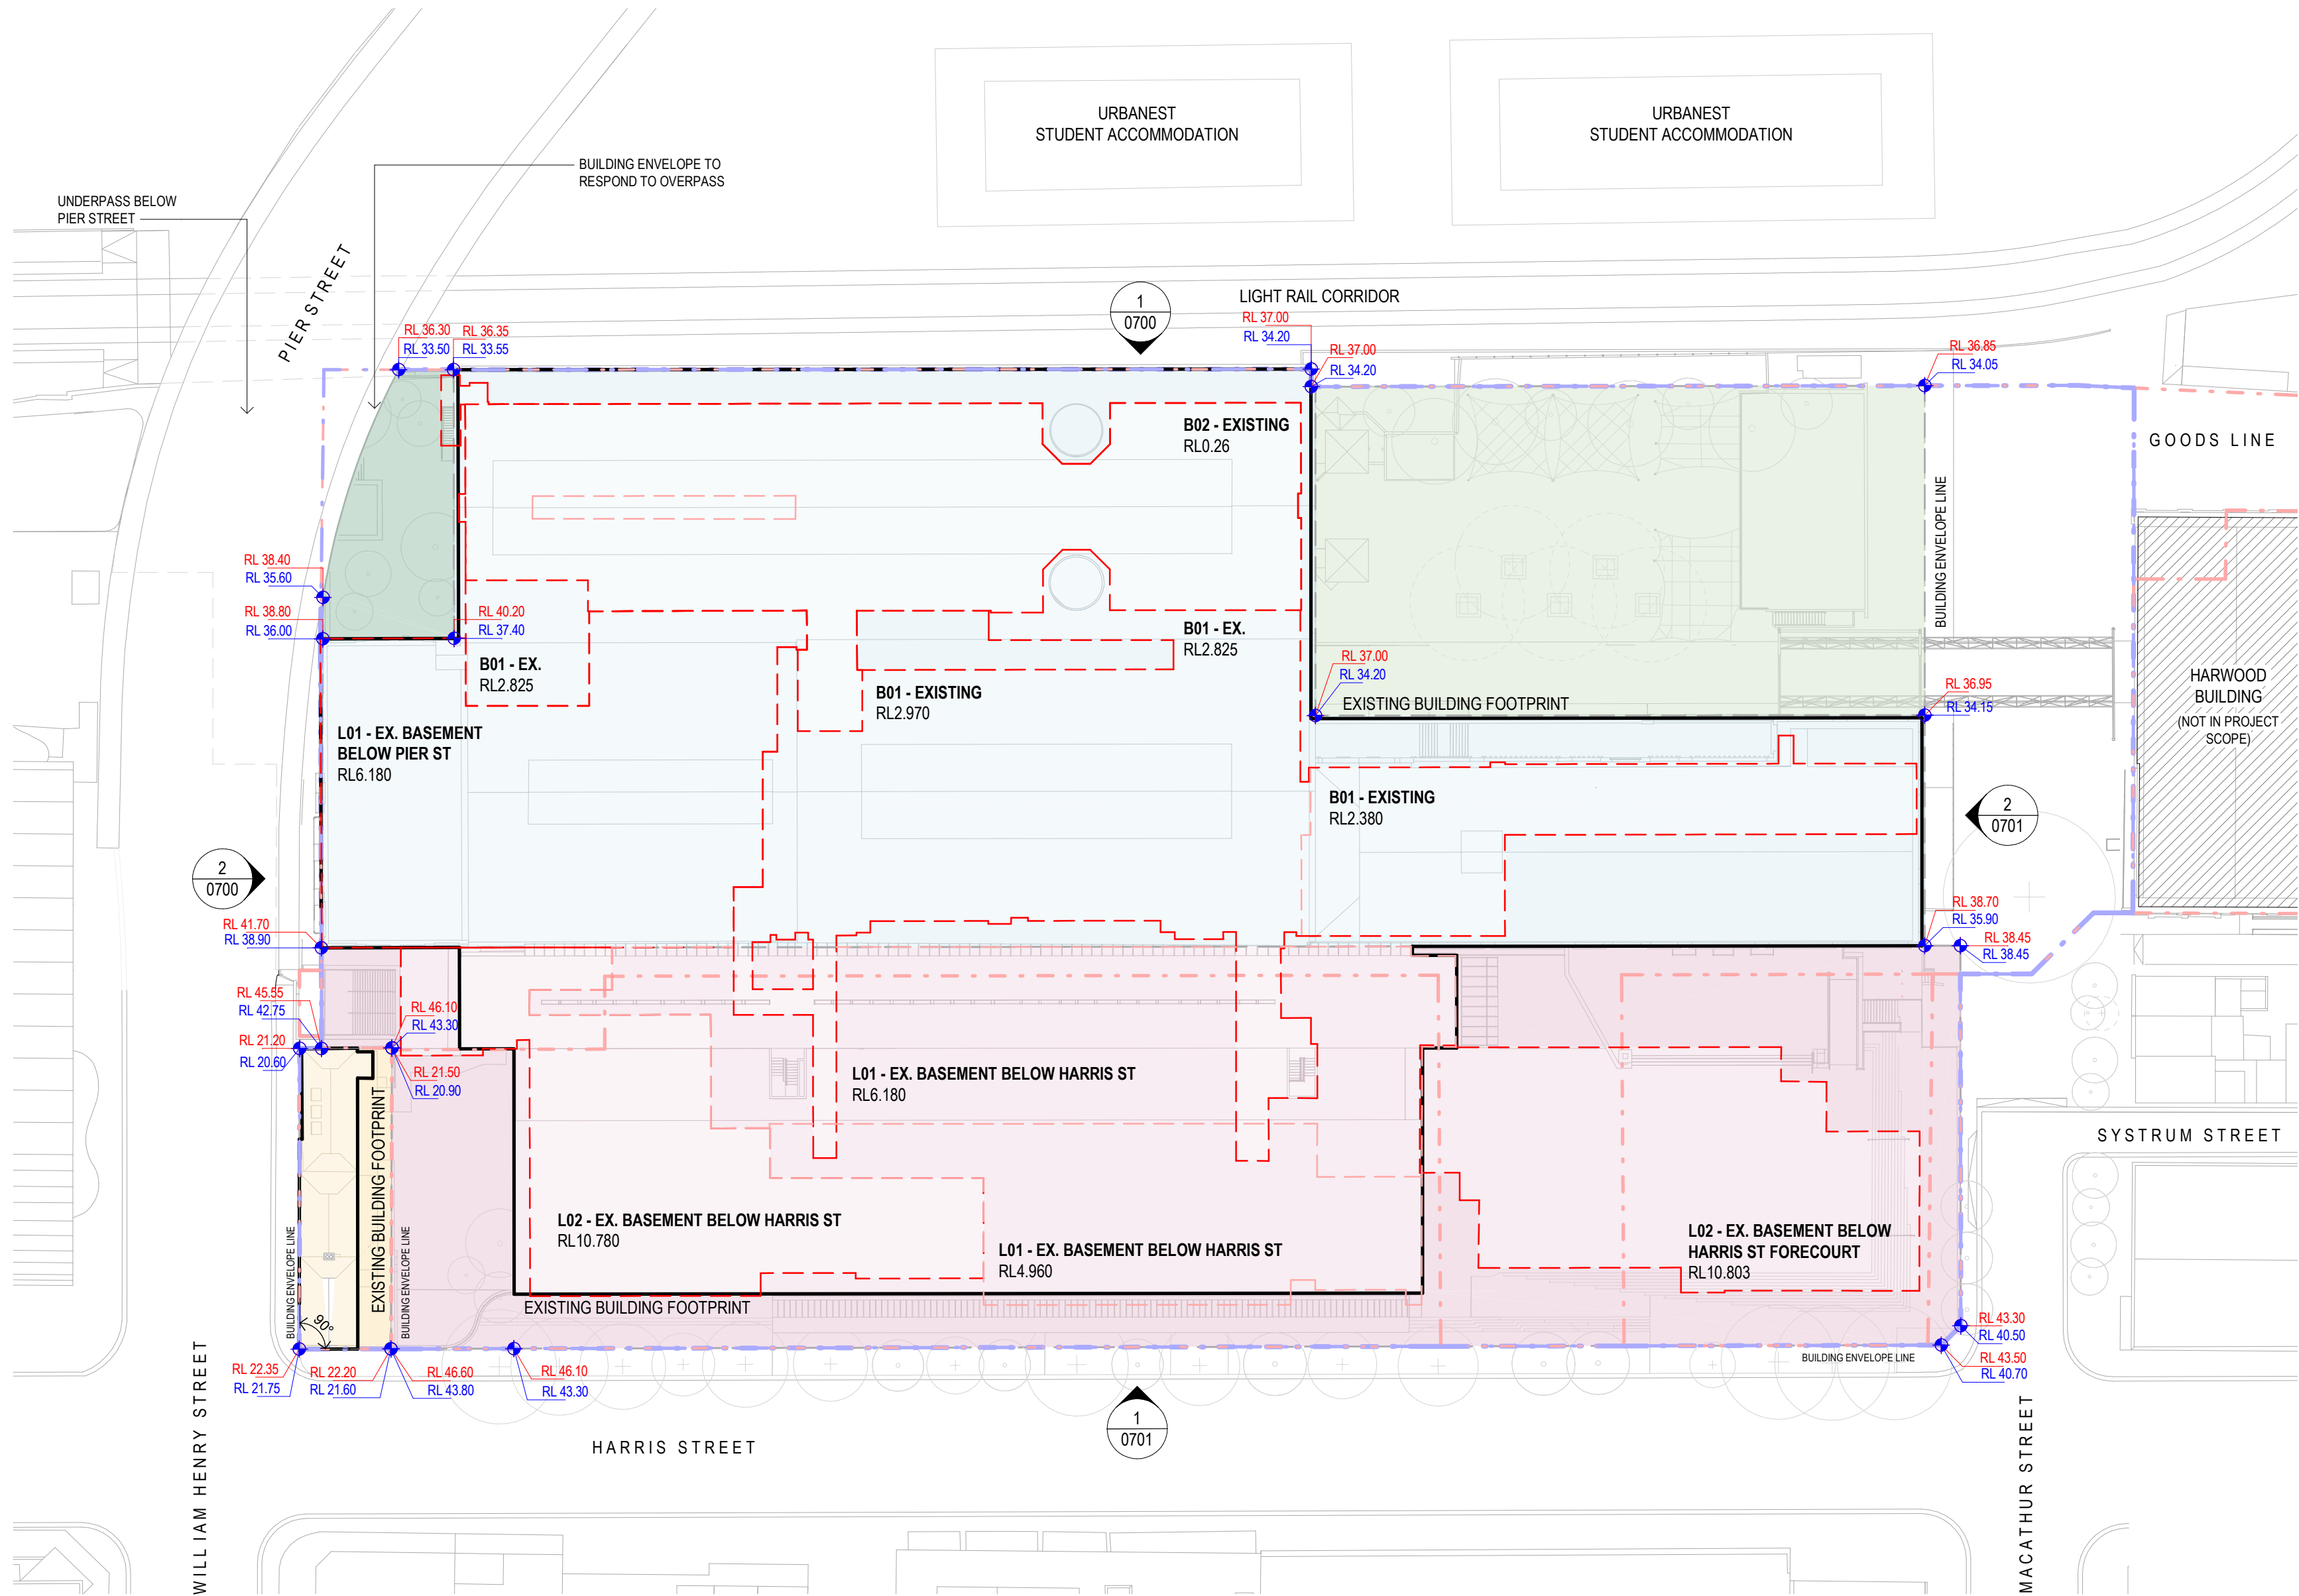 URBANEST
STUDENT ACCOMMODATION
URBANEST
STUDENT ACCOMMODATION
BUILDING ENVELOPE TO
RESPOND TO OVERPASS
UNDERPASS BELOW
PIER STREET
PIER STREET
LIGHT RAIL CORRIDOR
1
0700
RL 36.30
RL 33.50
RL 36.35
RL 33.55
RL 37.00
RL 34.20
RL 37.00
RL 34.20
RL 36.85
RL 34.05
GOODS LINE
B02 - EXISTING
RL0.26
BUILDING ENVELOPE LINE
RL 38.40
RL 35.60
RL 38.80
RL 36.00
RL 40.20
RL 37.40
B01 - EX.
RL2.825
B01 - EX.
RL2.825
B01 - EXISTING
RL2.970
RL 37.00
RL 34.20
EXISTING BUILDING FOOTPRINT
RL 36.95
RL 34.15
HARWOOD
BUILDING
(NOT IN PROJECT
SCOPE)
L01 - EX. BASEMENT
BELOW PIER ST
RL6.180
B01 - EXISTING
RL2.380
2
0701
2
0700
RL 41.70
RL 38.90
RL 38.70
RL 35.90
RL 38.45
RL 38.45
RL 45.55
RL 42.75
RL 21.20
RL 20.60
RL 46.10
RL 43.30
RL 21.50
RL 20.90
L01 - EX. BASEMENT BELOW HARRIS ST
RL6.180
SYSTRUM STREET
EXISTING BUILDING FOOTPRINT
BUILDING ENVELOPE LINE
BUILDING ENVELOPE LINE
90°
L02 - EX. BASEMENT BELOW HARRIS ST
RL10.780
L01 - EX. BASEMENT BELOW HARRIS ST
RL4.960
L02 - EX. BASEMENT BELOW
HARRIS ST FORECOURT
RL10.803
EXISTING BUILDING FOOTPRINT
RL 43.30
RL 40.50
BUILDING ENVELOPE LINE
RL 43.50
RL 40.70
RL 22.35
RL 21.75
RL 22.20
RL 21.60
RL 46.60
RL 43.80
RL 46.10
RL 43.30
1
0701
HARRIS STREET
WILLIAM HENRY STREET
MACATHUR STREET